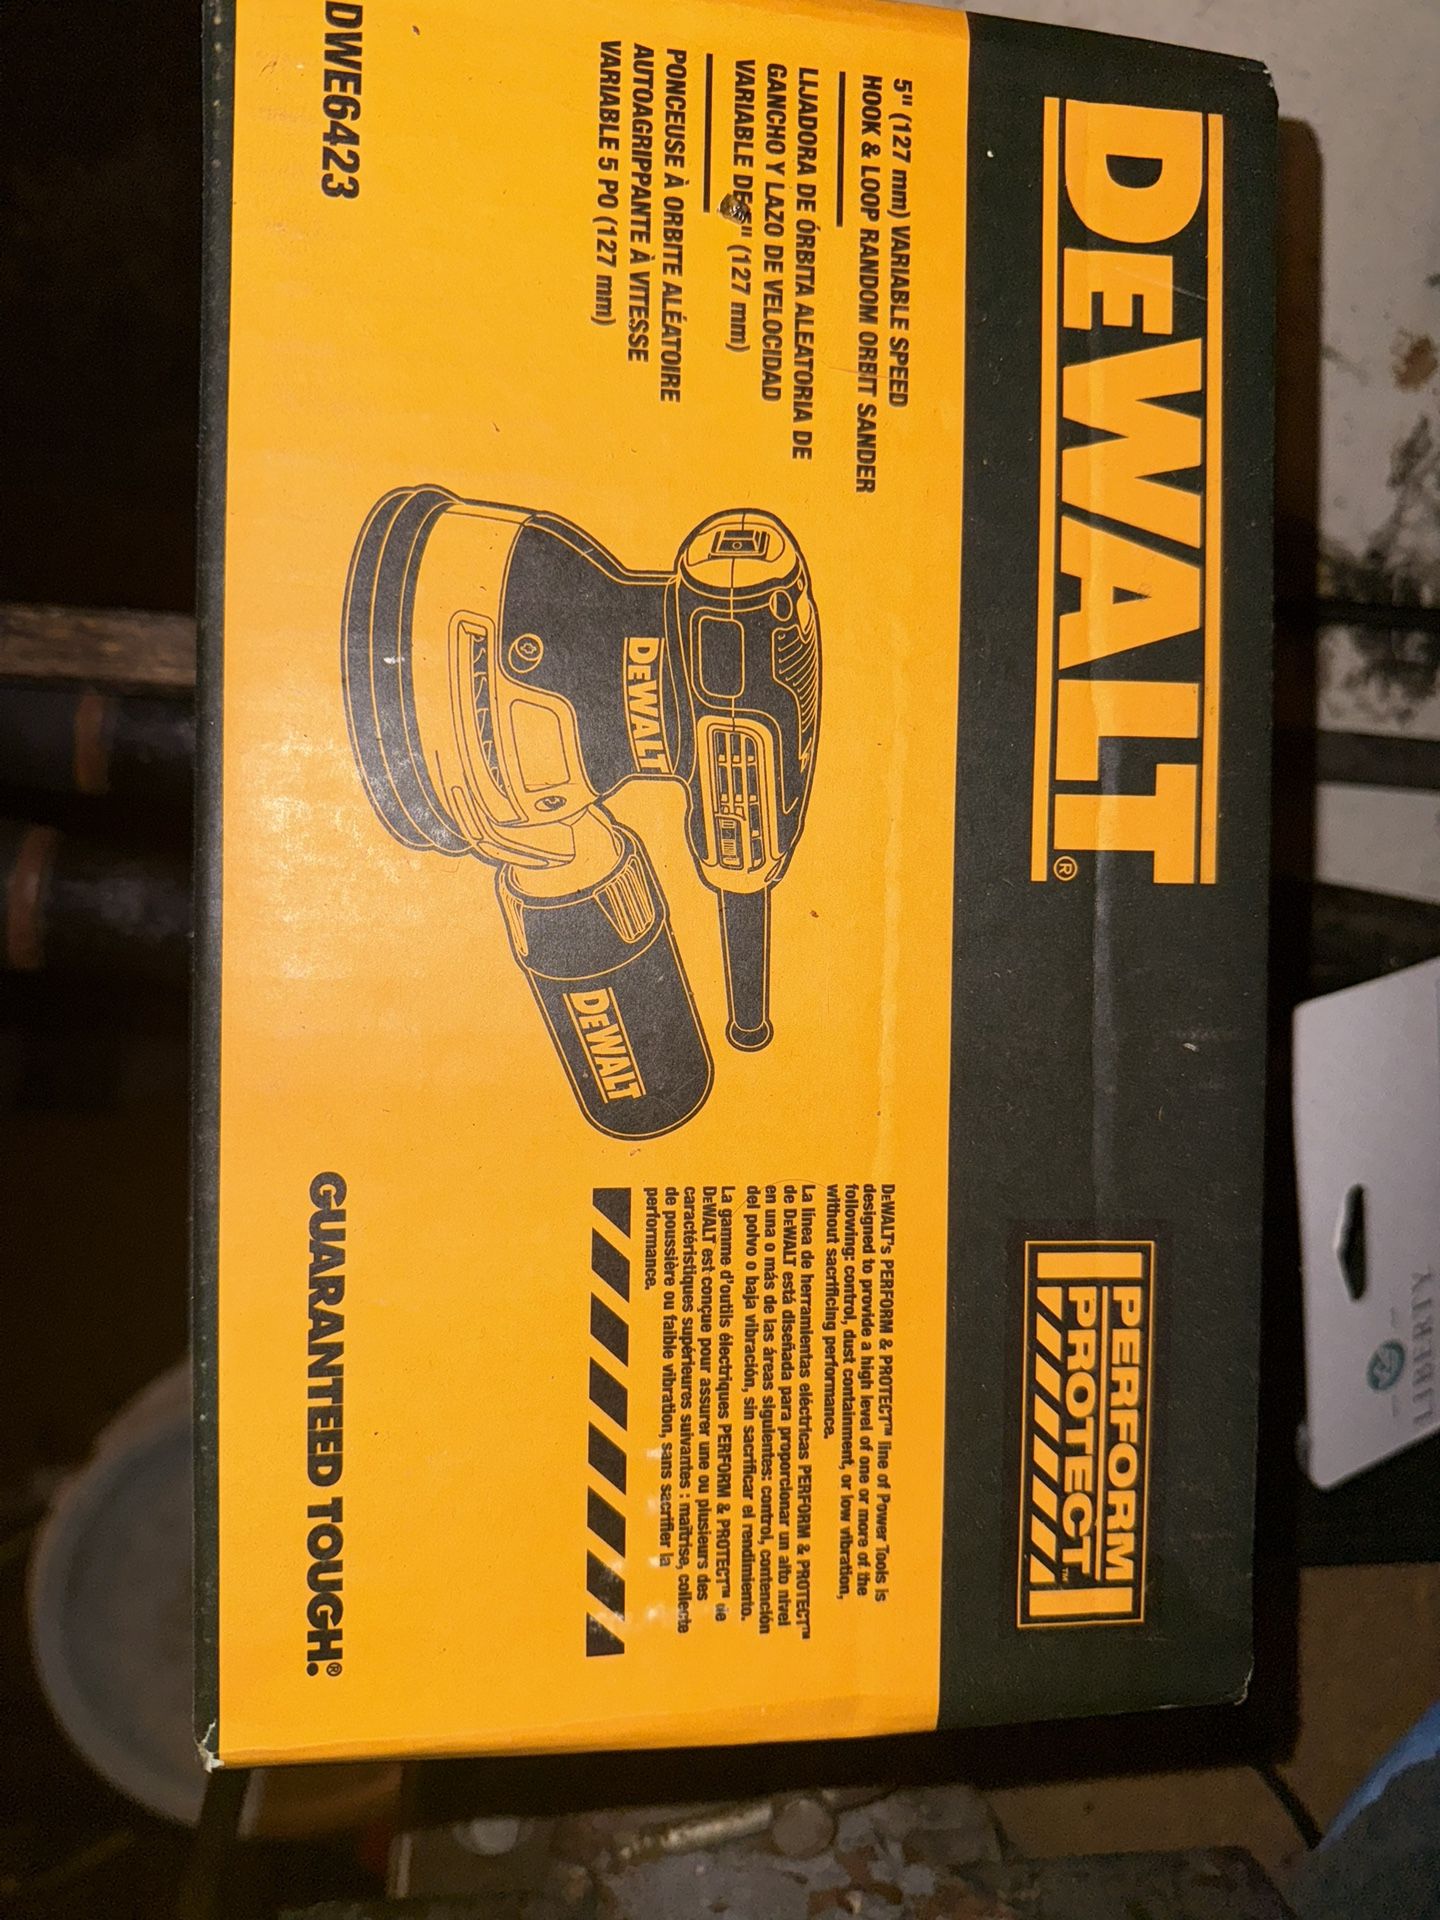 DEWALT®
PERFORM
PROTECT™
5" (127 mm) VARIABLE SPEED
HOOK & LOOP RANDOM ORBIT SANDER
LIJADORA DE ÓRBITA ALEATORIA DE
GANCHO Y LAZO DE VELOCIDAD
VARIABLE DE 5" (127 mm)
PONCEUSE À ORBITE ALÉATOIRE
AUTOAGRIPPANTE À VITESSE
VARIABLE 5 PO (127 mm)
DEWALT
DEWALT
DEWALT's PERFORM & PROTECT™ line of Power Tools is
designed to provide a high level of one or more of the
following: control, dust containment, or low vibration,
without sacrificing performance.
La línea de herramientas eléctricas PERFORM & PROTECT™
de DEWALT está diseñada para proporcionar un alto nivel
en una o más de las áreas siguientes: control, contención
del polvo o baja vibración, sin sacrificar el rendimiento.
La gamme d'outils électriques PERFORM & PROTECT™ de
DEWALT est conçue pour assurer une ou plusieurs des
caractéristiques supérieures suivantes : maîtrise, collecte
de poussière ou faible vibration, sans sacrifier la
performance.
DWE6423
GUARANTEED TOUGH.®
LIBERTY